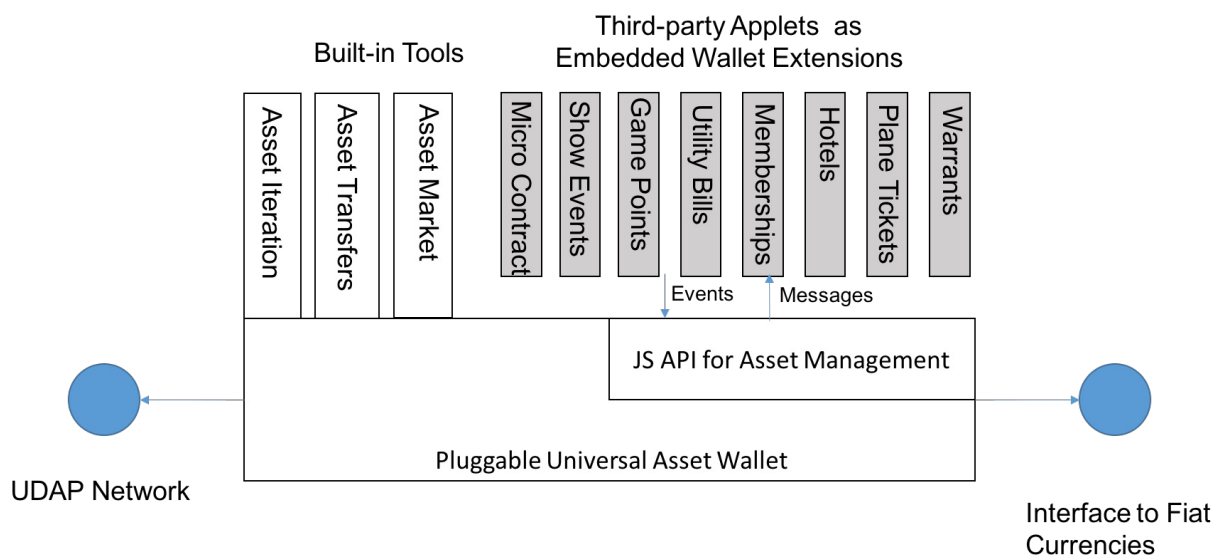 Third-party Applets as
Embedded Wallet Extensions
Built-in Tools
Asset Iteration
Asset Transfers
Asset Market
Micro Contract
Show Events
Game Points
Utility Bills
Memberships
Hotels
Plane Tickets
Warrants
Events
Messages
JS API for Asset Management
Pluggable Universal Asset Wallet
UDAP Network
Interface to Fiat
Currencies